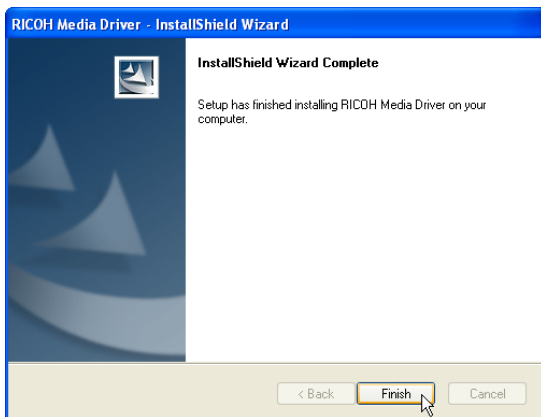 RICOH Media Driver - InstallShield Wizard
InstallShield Wizard Complete
Setup has finished installing RICOH Media Driver on your
computer.
< Back
Finish
Cancel